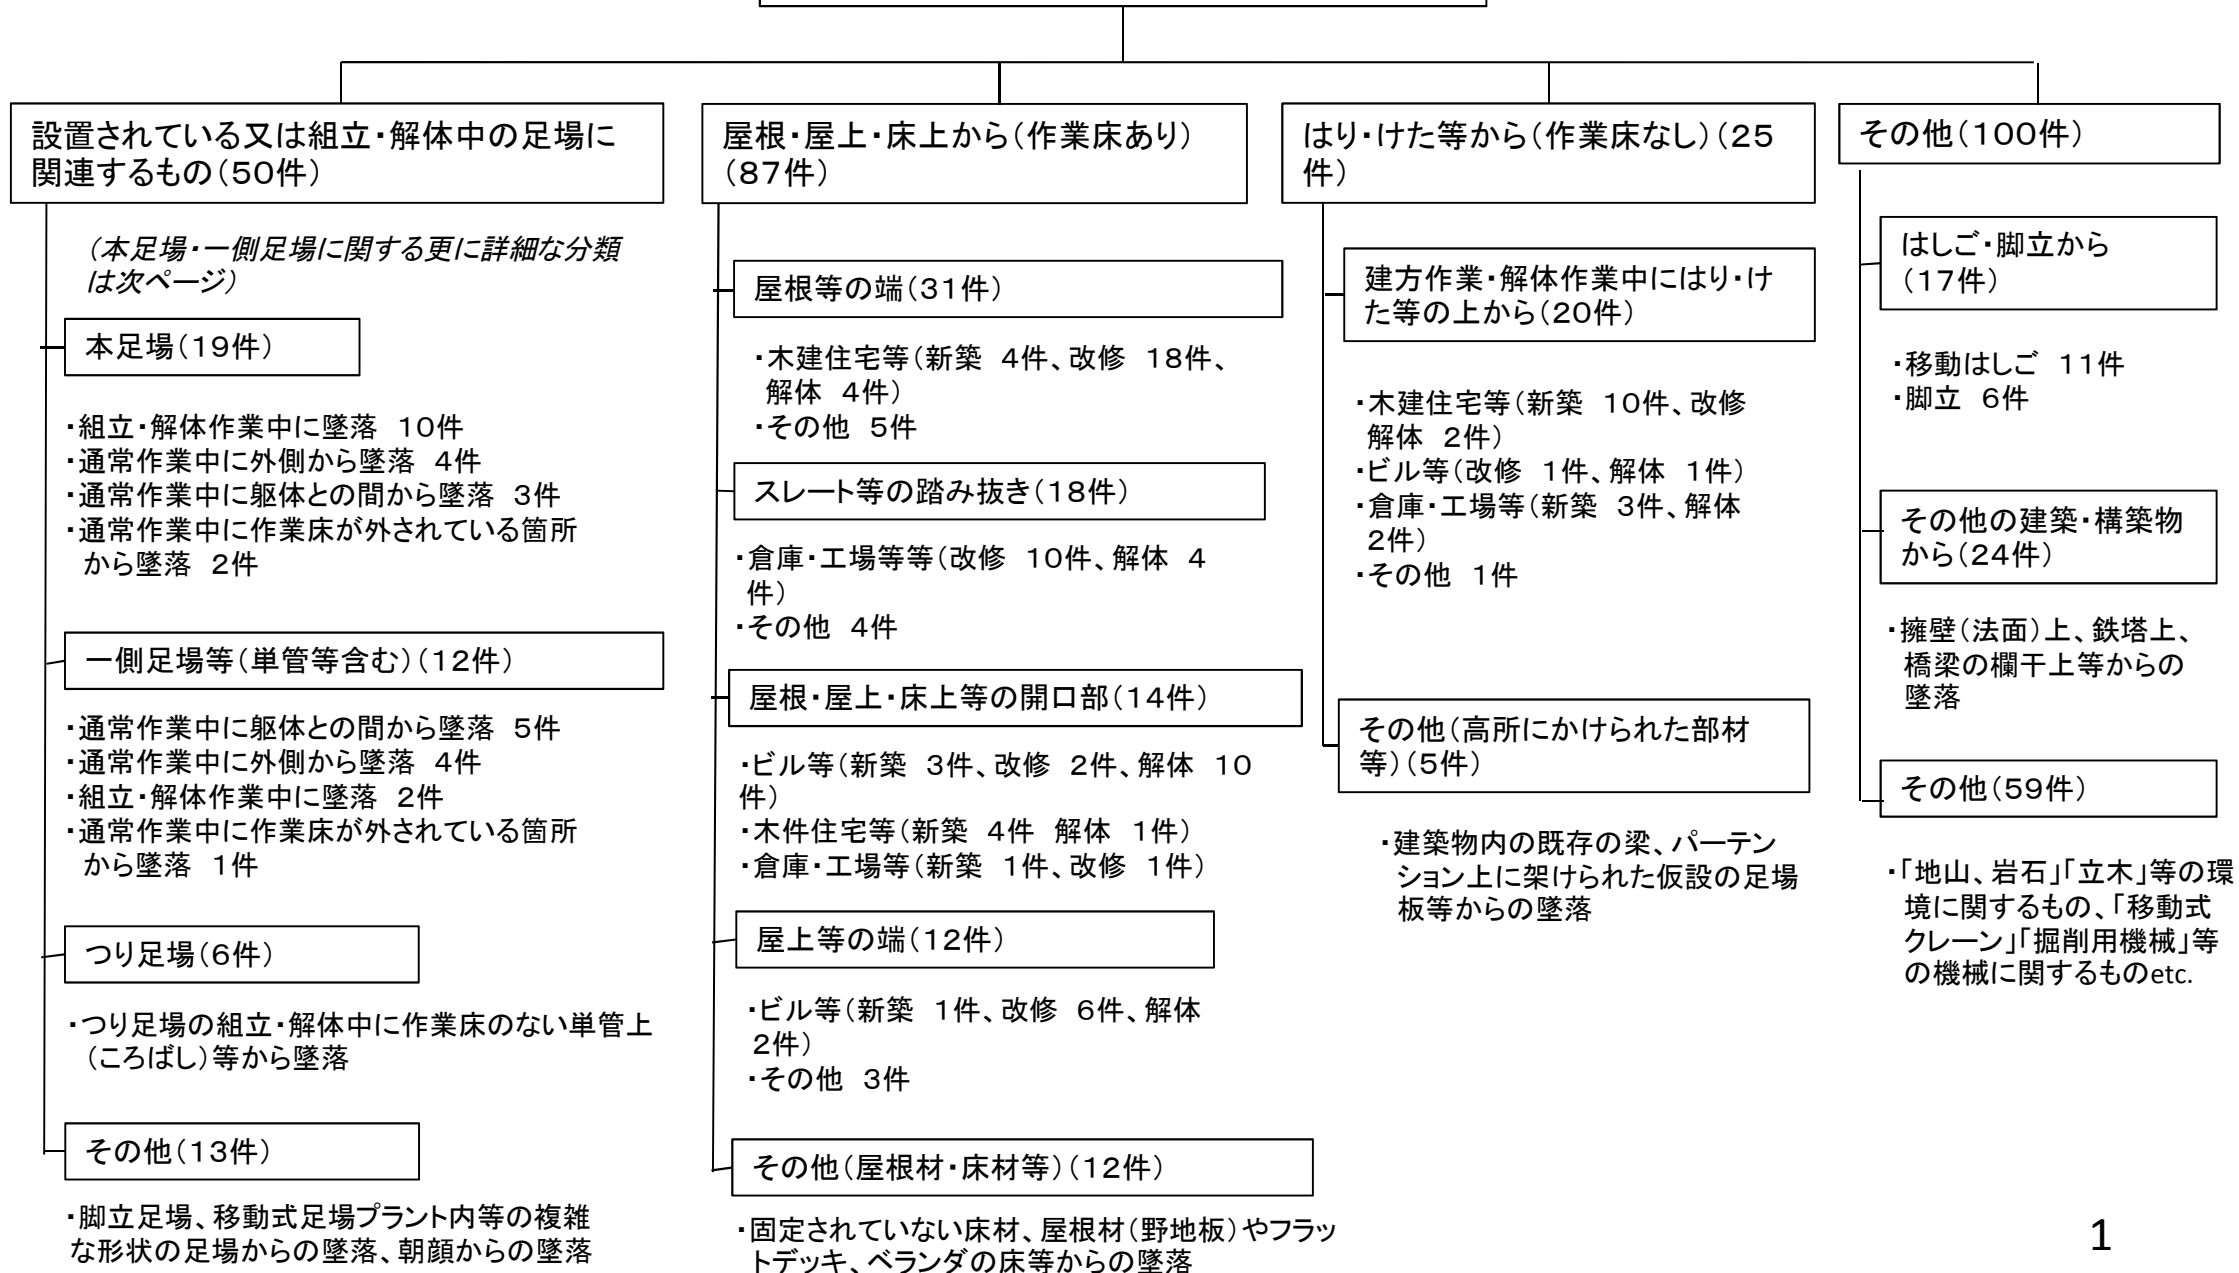 設置されている又は組立・解体中の足場に
関連するもの(50件)
(本足場・一側足場に関する更に詳細な分類
は次ページ)
本足場(19件)
・組立・解体作業中に墜落 10件
・通常作業中に外側から墜落 4件
・通常作業中に躯体との間から墜落 3件
・通常作業中に作業床が外されている箇所
から墜落 2件
一側足場等(単管等含む)(12件)
・通常作業中に躯体との間から墜落 5件
・通常作業中に外側から墜落 4件
・組立・解体作業中に墜落 2件
・通常作業中に作業床が外されている箇所
から墜落 1件
つり足場(6件)
・つり足場の組立・解体中に作業床のない単管上
(ころばし)等から墜落
その他(13件)
・脚立足場、移動式足場プラント内等の複雑
な形状の足場からの墜落、朝顔からの墜落
屋根・屋上・床上から(作業床あり)
(87件)
屋根等の端(31件)
・木建住宅等(新築 4件、改修 18件、
解体 4件)
・その他 5件
スレート等の踏み抜き(18件)
・倉庫・工場等等(改修 10件、解体 4
件)
・その他 4件
屋根・屋上・床上等の開口部(14件)
・ビル等(新築 3件、改修 2件、解体 10
件)
・木件住宅等(新築 4件 解体 1件)
・倉庫・工場等(新築 1件、改修 1件)
屋上等の端(12件)
・ビル等(新築 1件、改修 6件、解体
2件)
・その他 3件
その他(屋根材・床材等)(12件)
・固定されていない床材、屋根材(野地板)やフラッ
トデッキ、ベランダの床等からの墜落
はり・けた等から(作業床なし)(25
件)
建方作業・解体作業中にはり・け
た等の上から(20件)
・木建住宅等(新築 10件、改修
解体 2件)
・ビル等(改修 1件、解体 1件)
・倉庫・工場等(新築 3件、解体
2件)
・その他 1件
その他(高所にかけられた部材
等)(5件)
・建築物内の既存の梁、パーテン
ション上に架けられた仮設の足場
板等からの墜落
その他(100件)
はしご・脚立から
(17件)
・移動はしご 11件
・脚立 6件
その他の建築・構築物
から(24件)
・擁壁(法面)上、鉄塔上、
橋梁の欄干上等からの
墜落
その他(59件)
・「地山、岩石」「立木」等の環
境に関するもの、「移動式
クレーン」「掘削用機械」等
の機械に関するものetc.
1